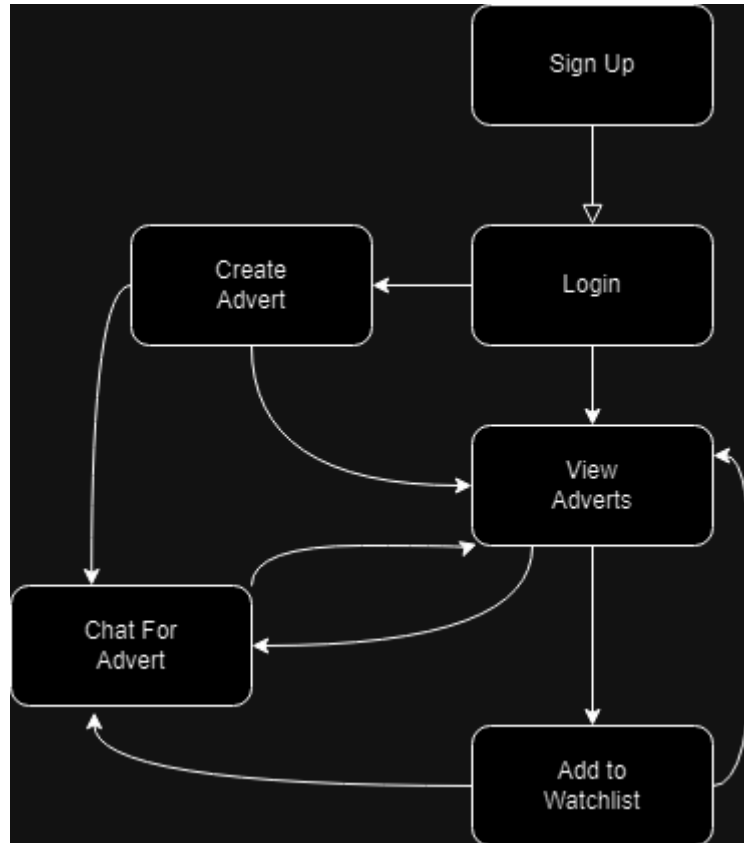 Sign Up
Create
Advert
Login
View
Adverts
Chat For
Advert
Add to
Watchlist